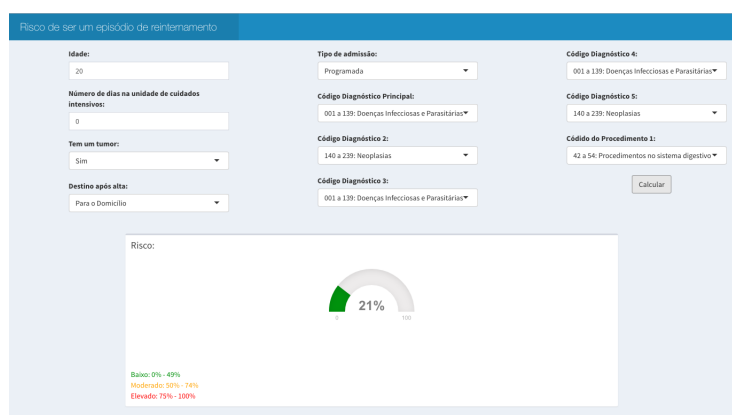 Risco de ser um episódio de reinternamento
Idade:
20
Número de dias na unidade de cuidados
intensivos:
0
Tem um tumor:
Sim
Destino após alta:
Para o Domicílio
Tipo de admissão:
Programada
Código Diagnóstico Principal:
001 a 139: Doenças Infecciosas e Parasitárias
Código Diagnóstico 2:
140 a 239: Neoplasias
Código Diagnóstico 3:
001 a 139: Doenças Infecciosas e Parasitárias
Código Diagnóstico 4:
001 a 139: Doenças Infecciosas e Parasitárias
Código Diagnóstico 5:
140 a 239: Neoplasias
Códido do Procedimento 1:
42 a 54: Procedimentos no sistema digestivo
Calcular
Risco:
21%
0
100
Baixo: 0% - 49%
Moderado: 50% - 74%
Elevado: 75% - 100%